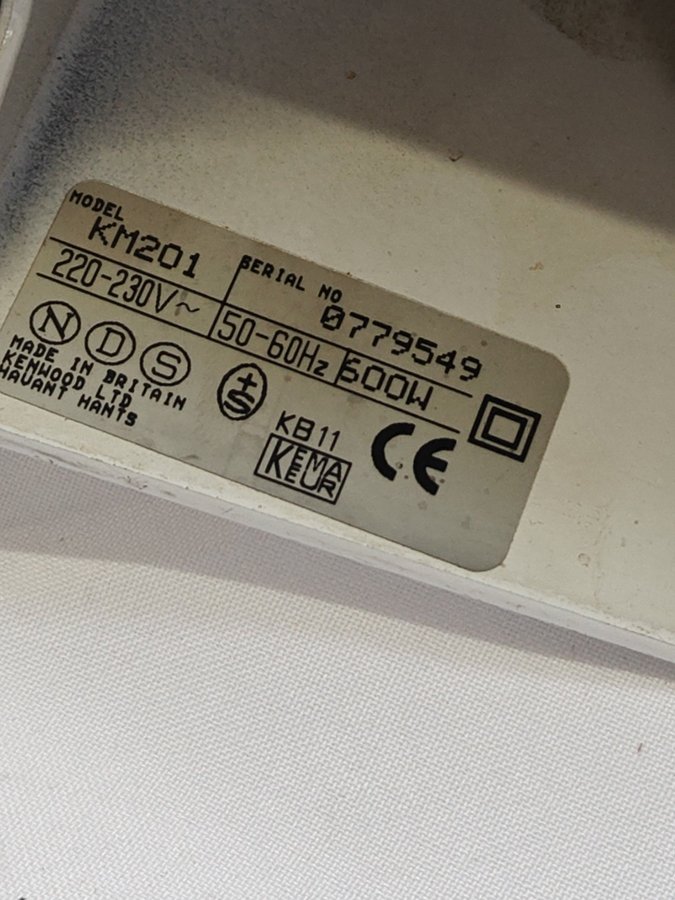 MODEL
KM201
SERIAL NO
0779549
220-230V~
50-60Hz
600W
N D S
MADE IN BRITAIN
KENWOOD LTD
HAVANT HANTS
+S
KB11
KEMA
KEUR
CE